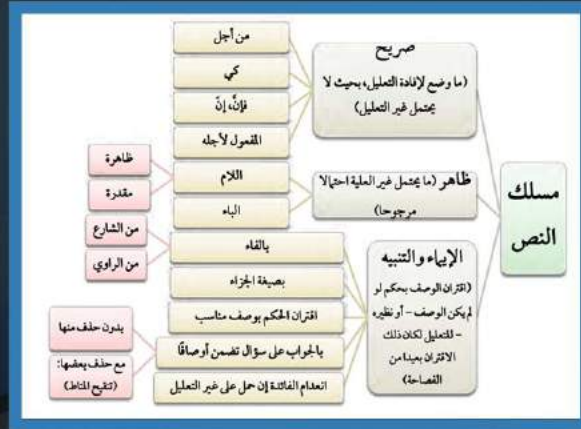 مسلك
النص
صريح
(ما وضع لإفادة التعليل، بحيث لا
يحتمل غير التعليل)
من أجل
كي
فإنَّ، إنّ
المفعول لأجله
ظاهر (ما يحتمل غير العلية احتمالا
مرجوحا)
اللام
ظاهرة
مقدرة
الباء
الإيماء والتنبيه
(اقتران الوصف بحكم لو
لم يكن الوصف – أو نظيره
– للتعليل لكان ذلك
الاقتران بعيدا من
الفصاحة)
بالفاء
من الشارع
من الراوي
بصيغة الجزاء
اقتران الحكم بوصف مناسب
بالجواب على سؤال تضمن أوصافًا
بدون حذف منها
مع حذف بعضها:
(تنقيح المناط)
انعدام الفائدة إن حمل على غير التعليل